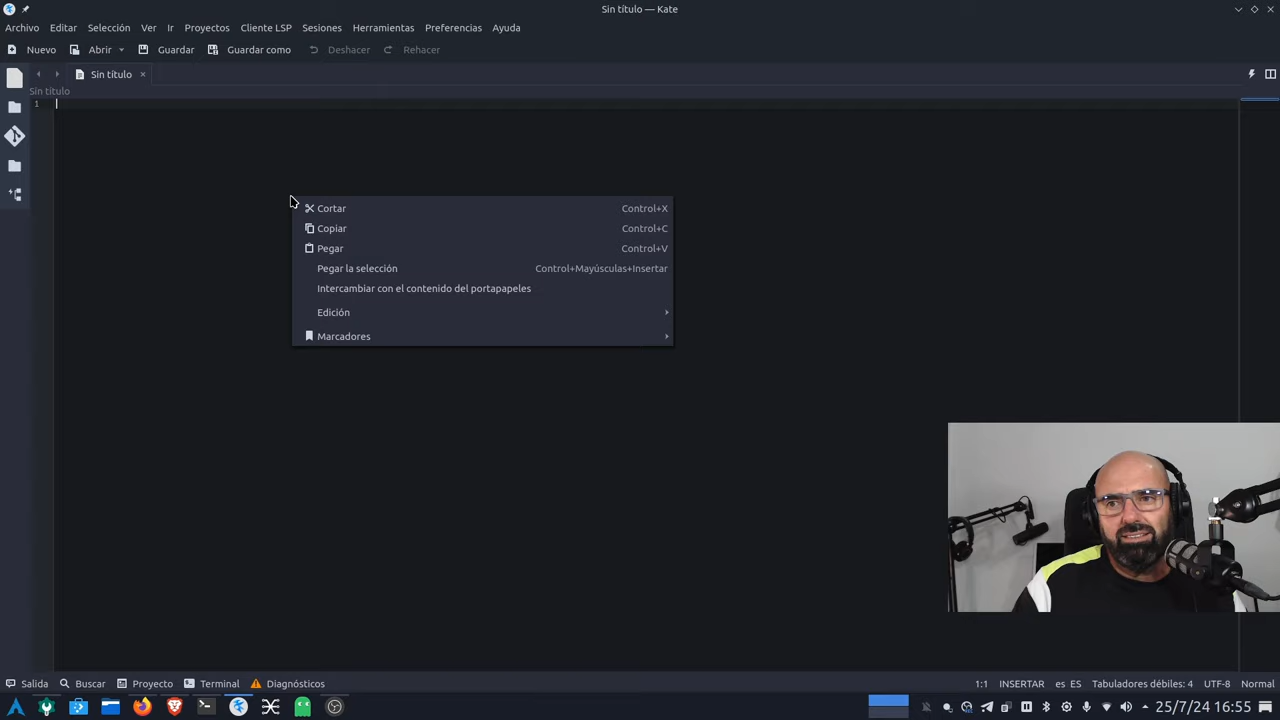 Sin título — Kate
Archivo Editar Selección Ver Ir Proyectos Cliente LSP Sesiones Herramientas Preferencias Ayuda
Nuevo Abrir Guardar Guardar como Deshacer Rehacer
Sin título
Sin título
1
Cortar Control+X
Copiar Control+C
Pegar Control+V
Pegar la selección Control+Mayúsculas+Insertar
Intercambiar con el contenido del portapapeles
Edición
Marcadores
Salida Buscar Proyecto Terminal Diagnósticos 1:1 INSERTAR es ES Tabuladores débiles: 4 UTF-8 Normal
25/7/24 16:55